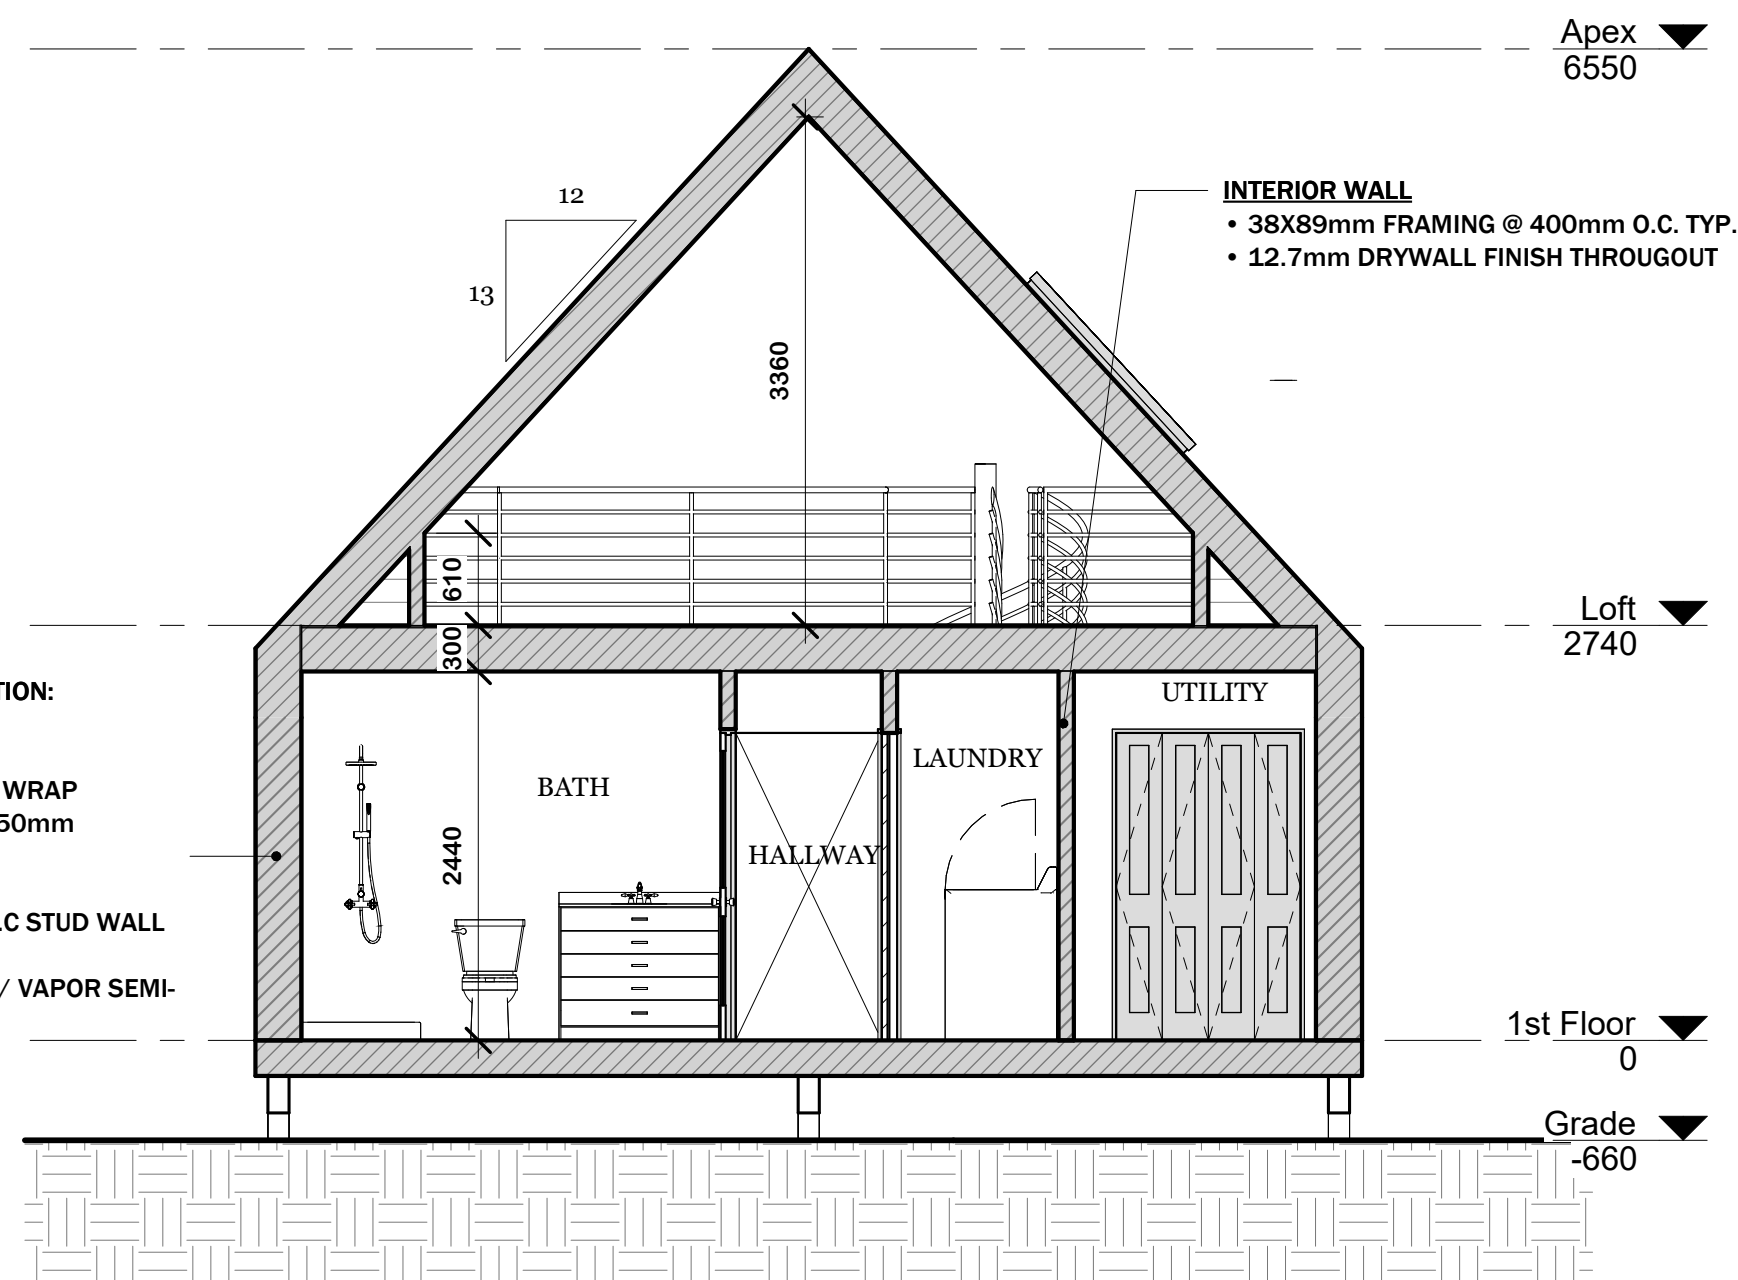 Apex
6550
12
13
INTERIOR WALL
• 38X89mm FRAMING @ 400mm O.C. TYP.
• 12.7mm DRYWALL FINISH THROUGOUT
3360
610
300
Loft
2740
TION:
UTILITY
LAUNDRY
BATH
WRAP
50mm
2440
HALLWAY
.C STUD WALL
/ VAPOR SEMI-
1st Floor
0
Grade
-660